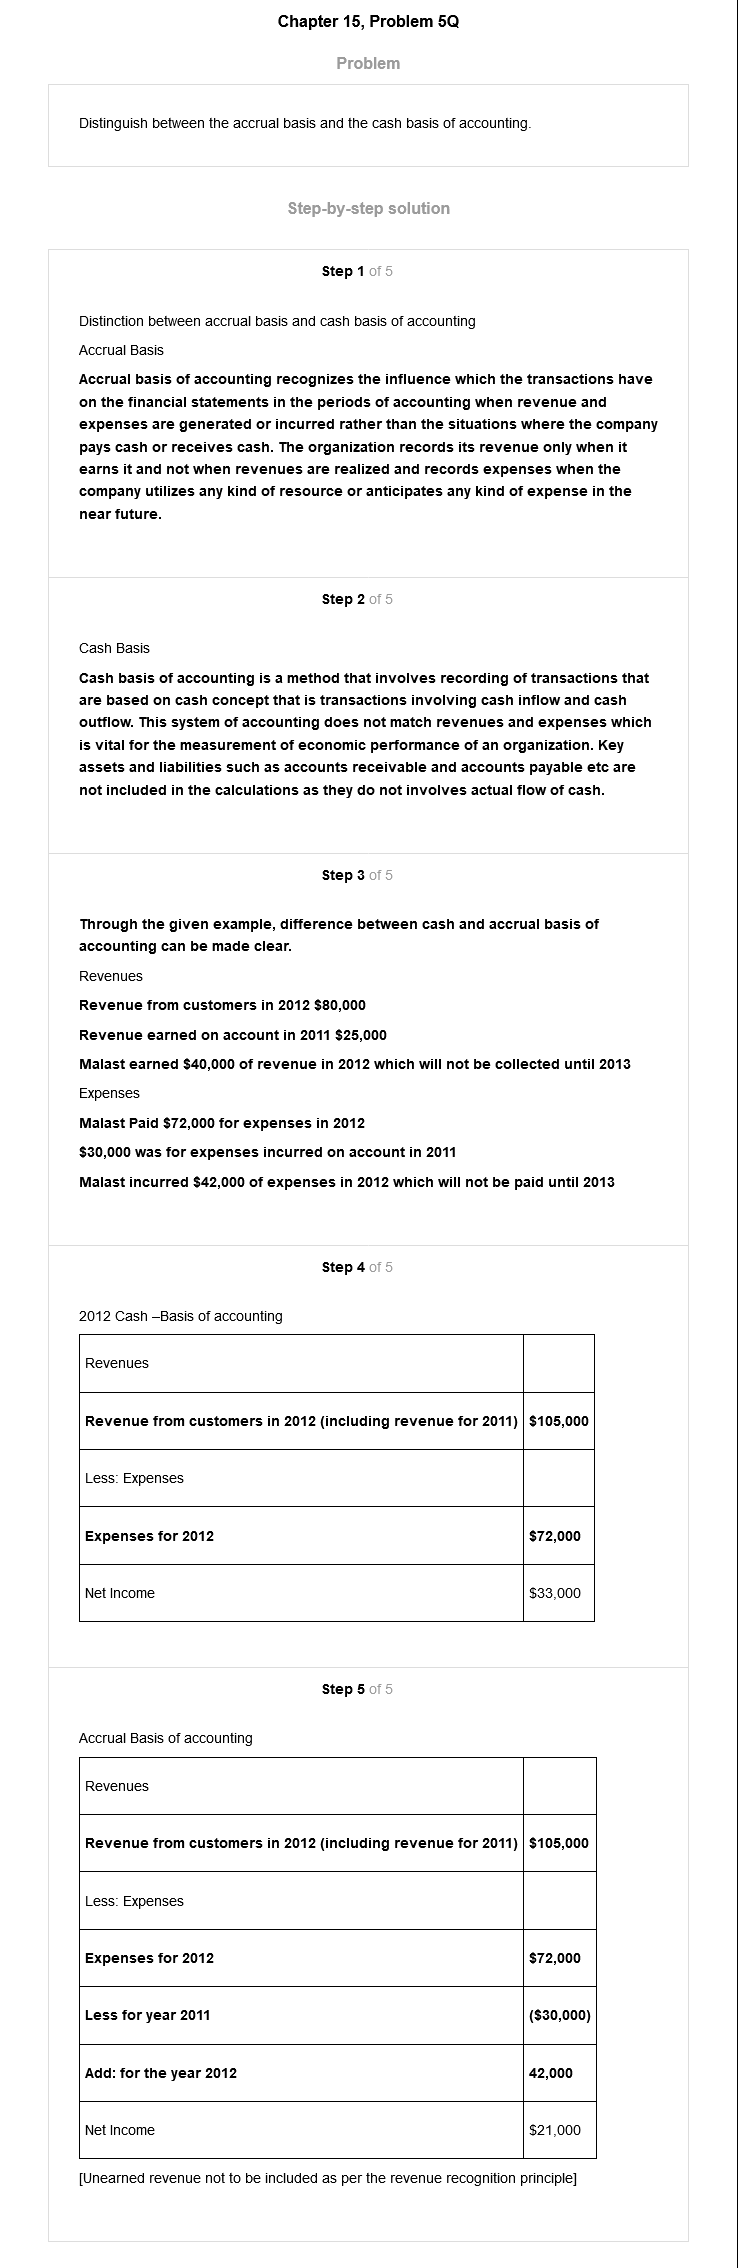 Chapter 15, Problem 5Q
Problem
Distinguish between the accrual basis and the cash basis of accounting.
Step-by-step solution
Step 1 of 5
Distinction between accrual basis and cash basis of accounting
Accrual Basis
Accrual basis of accounting recognizes the influence which the transactions have
on the financial statements in the periods of accounting when revenue and
expenses are generated or incurred rather than the situations where the company
pays cash or receives cash. The organization records its revenue only when it
earns it and not when revenues are realized and records expenses when the
company utilizes any kind of resource or anticipates any kind of expense in the
near future.
Step 2 of 5
Cash Basis
Cash basis of accounting is a method that involves recording of transactions that
are based on cash concept that is transactions involving cash inflow and cash
outflow. This system of accounting does not match revenues and expenses which
is vital for the measurement of economic performance of an organization. Key
assets and liabilities such as accounts receivable and accounts payable etc are
not included in the calculations as they do not involves actual flow of cash.
Step 3 of 5
Through the given example, difference between cash and accrual basis of
accounting can be made clear.
Revenues
Revenue from customers in 2012 $80,000
Revenue earned on account in 2011 $25,000
Malast earned $40,000 of revenue in 2012 which will not be collected until 2013
Expenses
Malast Paid $72,000 for expenses in 2012
$30,000 was for expenses incurred on account in 2011
Malast incurred $42,000 of expenses in 2012 which will not be paid until 2013
Step 4 of 5
2012 Cash –Basis of accounting
Revenues
Revenue from customers in 2012 (including revenue for 2011) $105,000
Less: Expenses
Expenses for 2012 $72,000
Net Income $33,000
Step 5 of 5
Accrual Basis of accounting
Revenues
Revenue from customers in 2012 (including revenue for 2011) $105,000
Less: Expenses
Expenses for 2012 $72,000
Less for year 2011 ($30,000)
Add: for the year 2012 42,000
Net Income $21,000
[Unearned revenue not to be included as per the revenue recognition principle]